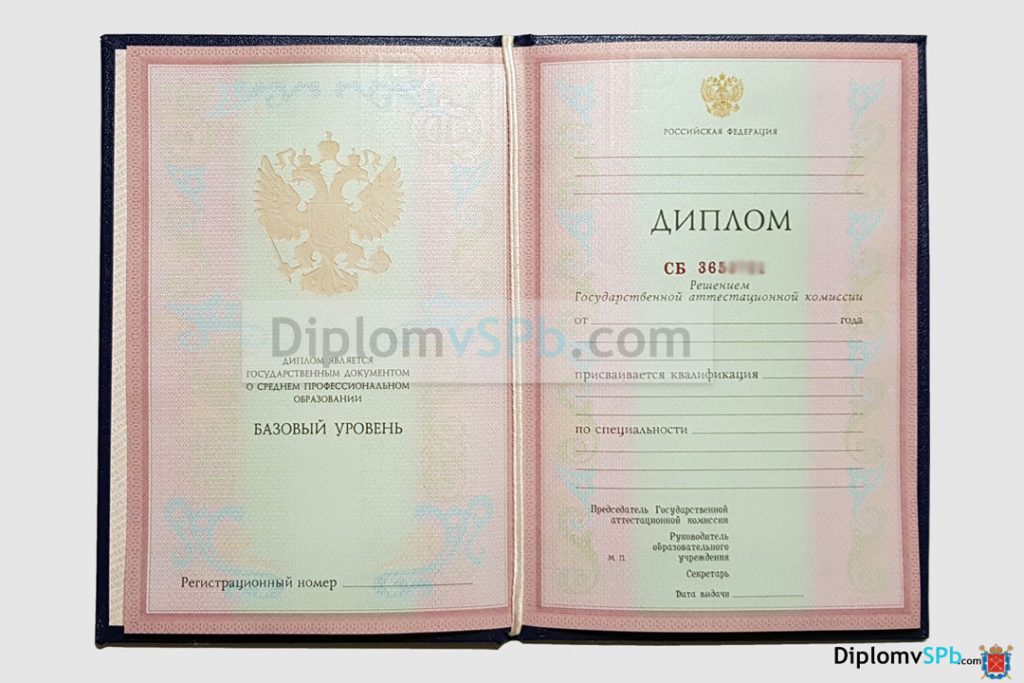 ДИПЛОМ ЯВЛЯЕТСЯ
ГОСУДАРСТВЕННЫМ ДОКУМЕНТОМ
О СРЕДНЕМ ПРОФЕССИОНАЛЬНОМ
ОБРАЗОВАНИИ
БАЗОВЫЙ УРОВЕНЬ
Регистрационный номер
РОССИЙСКАЯ ФЕДЕРАЦИЯ
ДИПЛОМ
СБ 365
Решением
Государственной аттестационной комиссии
от года
присваивается квалификация
по специальности
Председатель Государственной
аттестационной комиссии
Руководитель
образовательного
М.П. учреждения
Секретарь
Дата выдачи
DiplomvSPb.com
DiplomvSPb.com